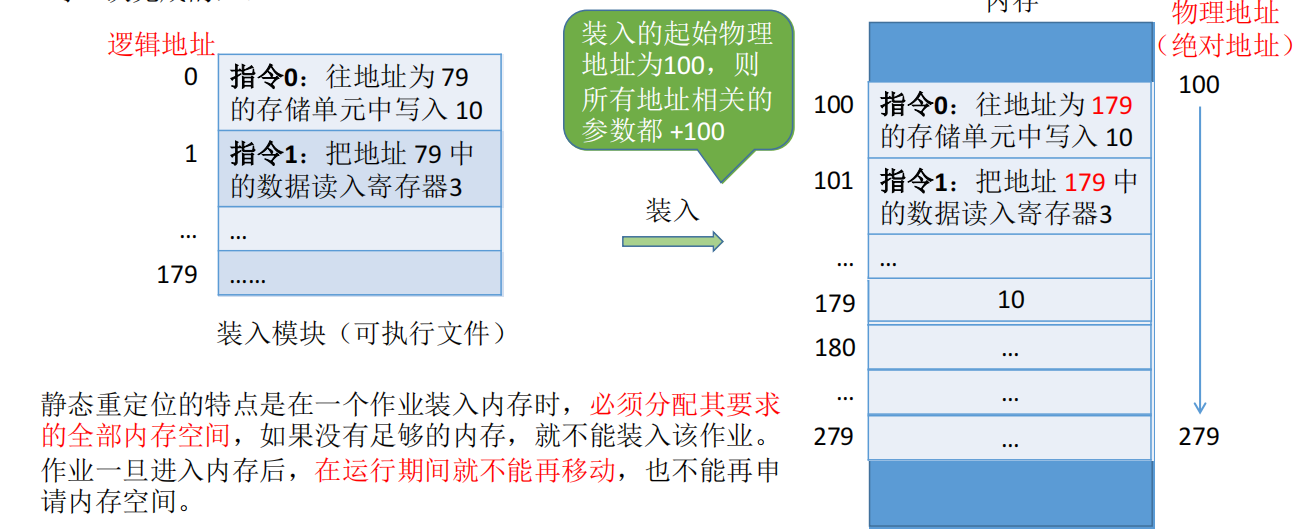 逻辑地址
0
指令0：往地址为 79
的存储单元中写入 10
1
指令1：把地址 79 中
的数据读入寄存器3
...
...
179
......
装入模块（可执行文件）
装入的起始物理
地址为100，则
所有地址相关的
参数都 +100
装入
内存
物理地址
（绝对地址）
100
指令0：往地址为 179
的存储单元中写入 10
101
指令1：把地址 179 中
的数据读入寄存器3
...
...
179
10
180
...
...
...
279
...
100
279
静态重定位的特点是在一个作业装入内存时，必须分配其要求
的全部内存空间，如果没有足够的内存，就不能装入该作业。
作业一旦进入内存后，在运行期间就不能再移动，也不能再申
请内存空间。